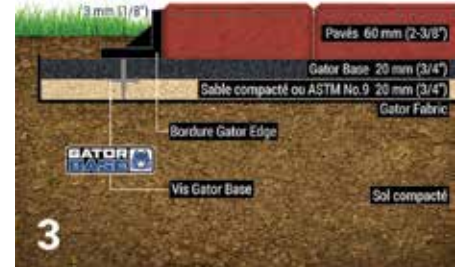 3 mm (1/8")
Pavés 60 mm (2-3/8")
Gator Base 20 mm (3/4")
Sable compacté ou ASTM No.9 20 mm (3/4")
Gator Fabric
Bordure Gator Edge
GATOR
BASE
Vis Gator Base
Sol compacté
3